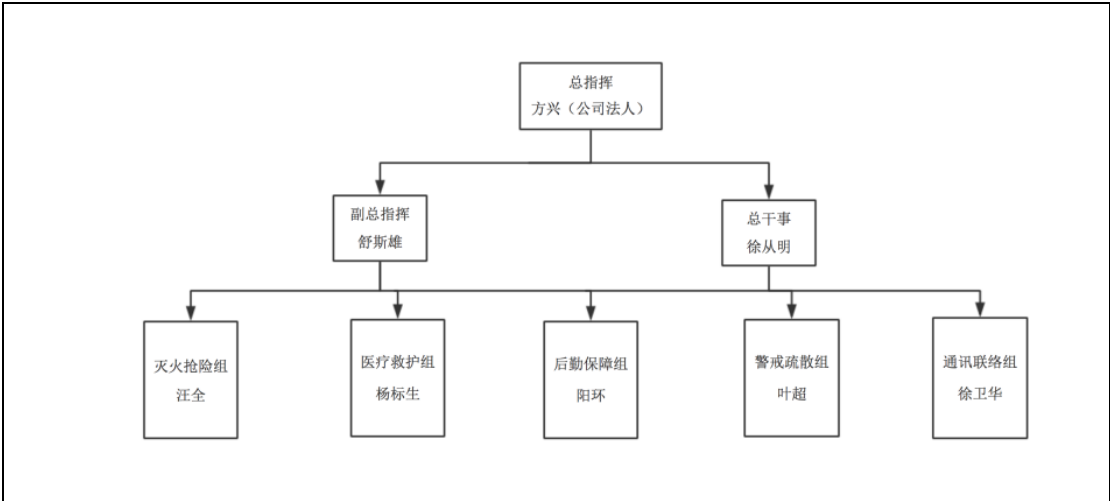 总指挥
方兴（公司法人）
副总指挥
舒斯雄
总干事
徐从明
灭火抢险组
汪全
医疗救护组
杨标生
后勤保障组
阳环
警戒疏散组
叶超
通讯联络组
徐卫华